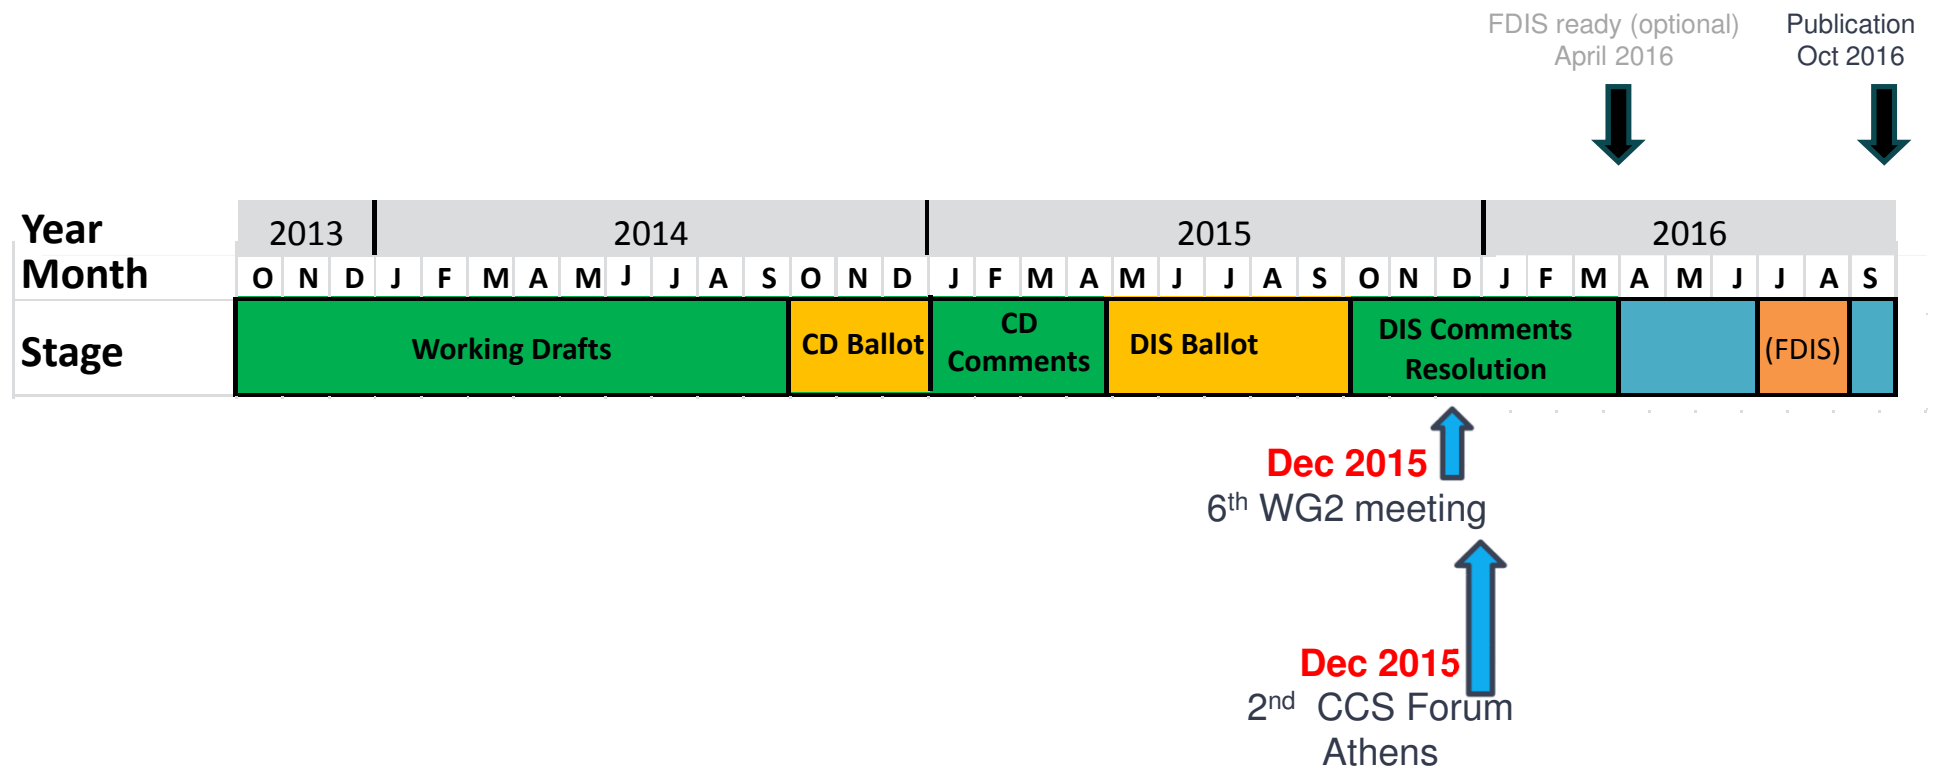 FDIS ready (optional)
April 2016
Publication
Oct 2016
Year 2013 2014 2015 2016
Month O N D J F M A M J J A S O N D J F M A M J J A S O N D J F M A M J J A S
Stage
Working Drafts
CD Ballot
CD
Comments
DIS Ballot
DIS Comments
Resolution
(FDIS)
Dec 2015
6th WG2 meeting
Dec 2015
2nd CCS Forum
Athens